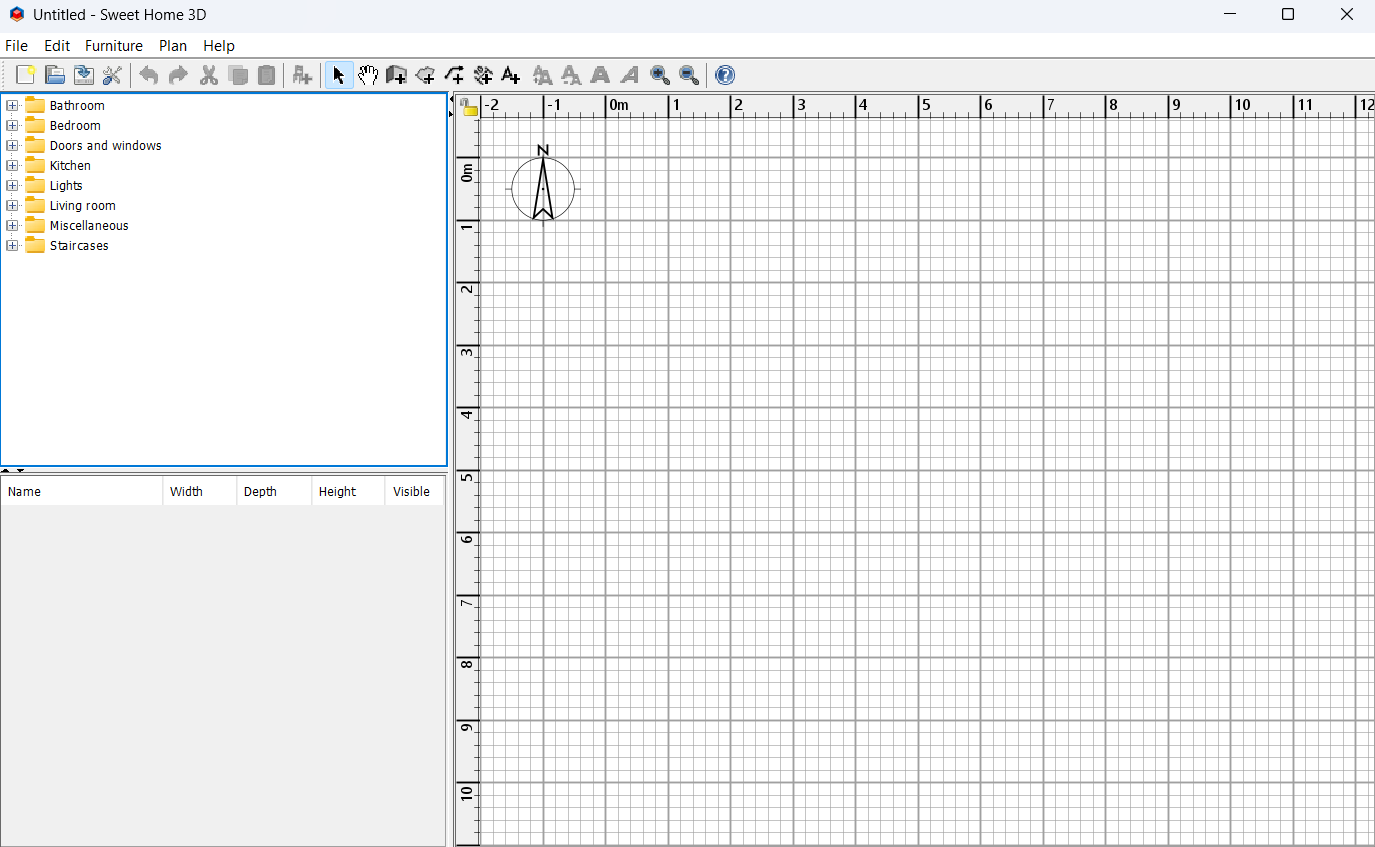 Untitled - Sweet Home 3D
File Edit Furniture Plan Help
Bathroom
Bedroom
Doors and windows
Kitchen
Lights
Living room
Miscellaneous
Staircases
Name Width Depth Height Visible
-2 -1 0m 1 2 3 4 5 6 7 8 9 10 11 12
N
0m
1
2
3
4
5
6
7
8
9
10